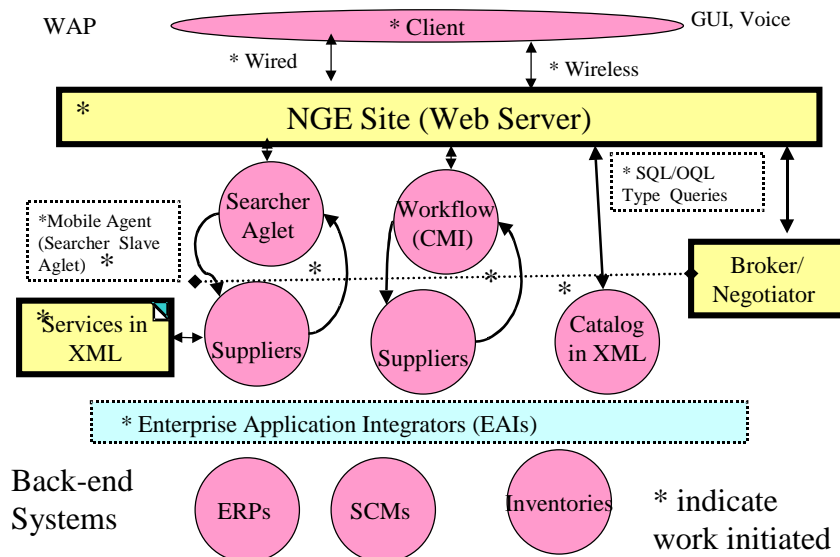 WAP
* Client
GUI, Voice
* Wired
* Wireless
* NGE Site (Web Server)
* SQL/OQL
Type Queries
Searcher
Aglet
Workflow
(CMI)
*Mobile Agent
(Searcher Slave
Aglet) *
*
*
*
Broker/
Negotiator
* Services in
XML
Suppliers
Suppliers
Catalog
in XML
* Enterprise Application Integrators (EAIs)
Back-end
Systems
ERPs
SCMs
Inventories
* indicate
work initiated